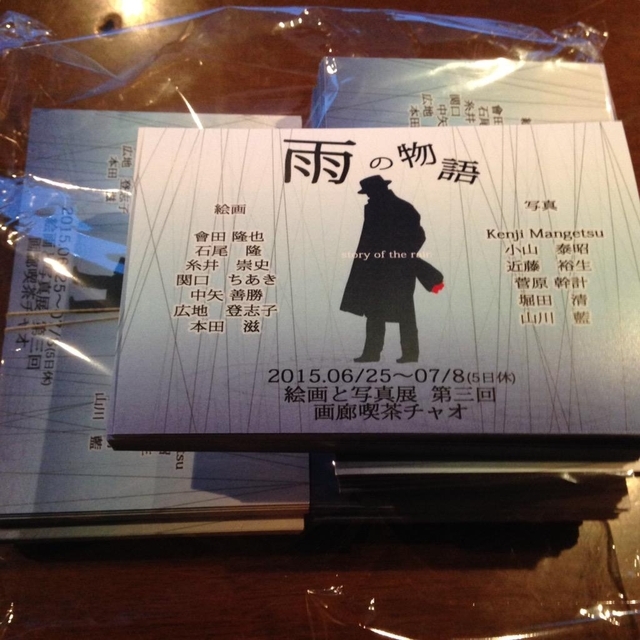 雨の物語
絵画
會田 隆也
石尾 隆
糸井 崇史
関口 ちあき
中矢 善勝
広地 登志子
本田 滋
story of the rain
写真
Kenji Mangetsu
小山 泰昭
近藤 裕生
菅原 幹計
堀田 清
山川 藍
2015.06/25〜07/8(5日休)
絵画と写真展 第三回
画廊喫茶チャオ